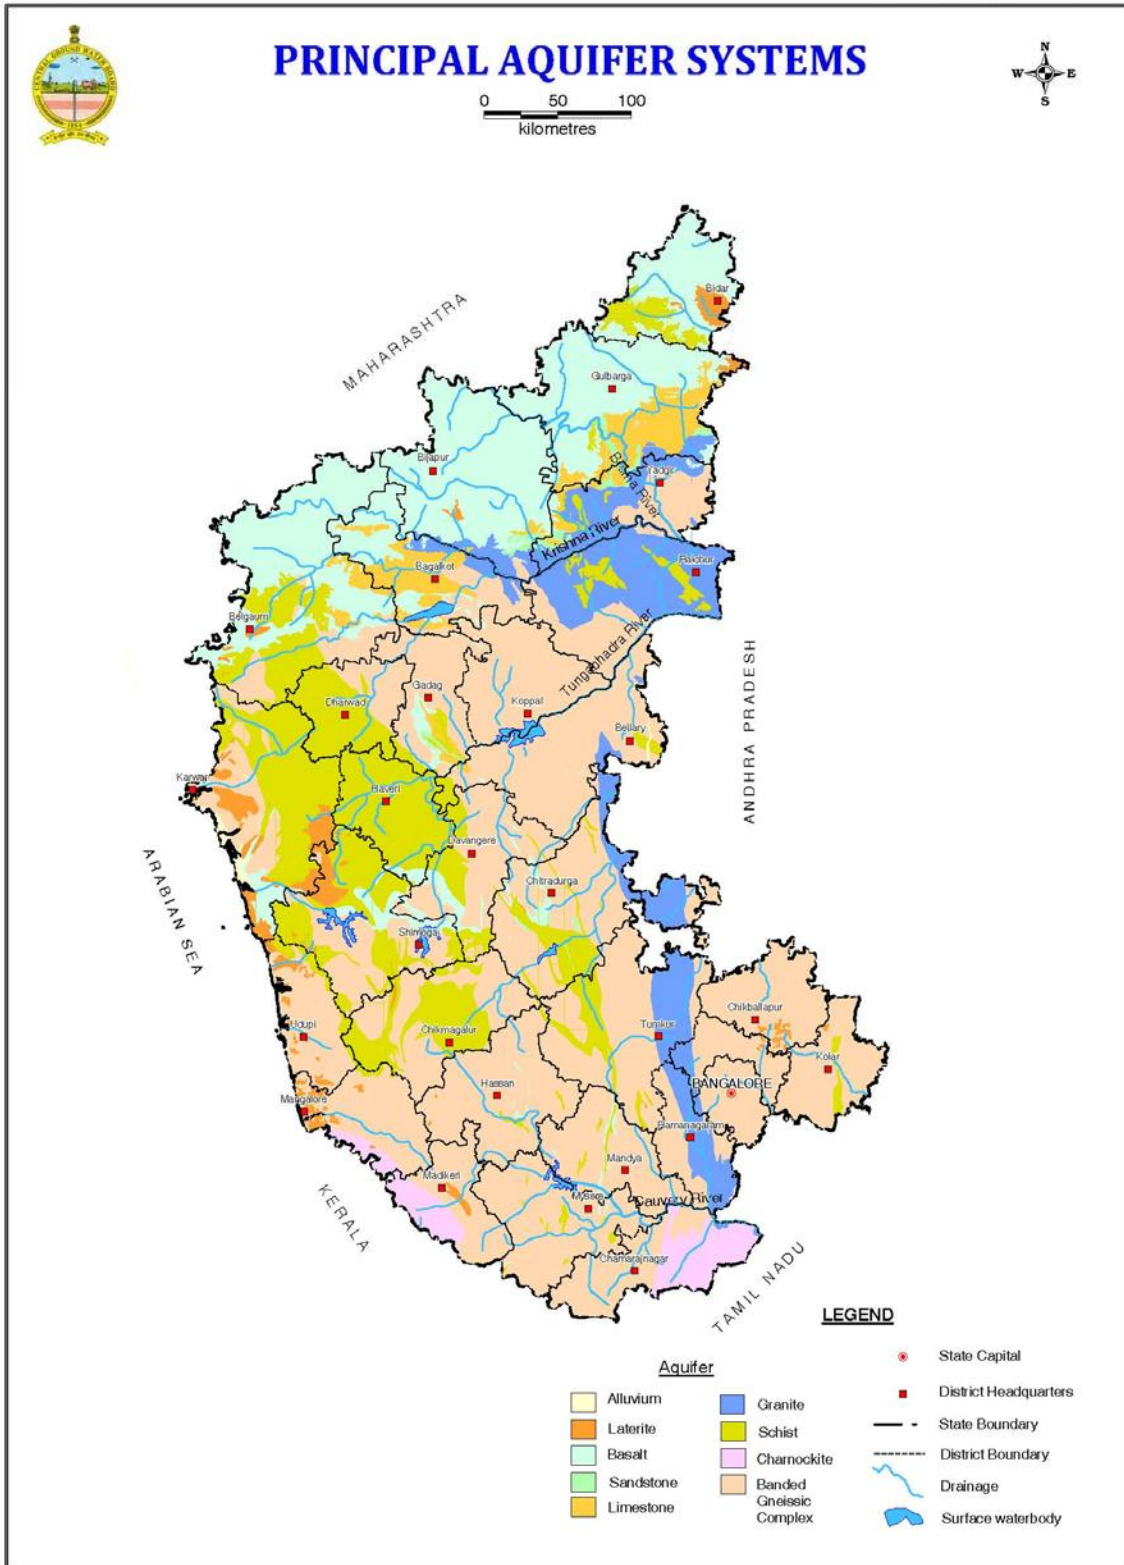 PRINCIPAL AQUIFER SYSTEMS
CENTRAL GROUND WATER BOARD
N
W E
S
0 50 100
kilometres
MAHARASHTRA
Bidar
Gulbarga
Bijapur
Yadgir
Bhima River
Krishna River
Raichur
Bagalkot
Belgaum
Tungabhadra River
ANDHRA PRADESH
Dharwad
Gadag
Koppal
Bellary
Karwar
Haveri
Davangere
Chitradurga
ARABIAN SEA
Shimoga
Chikballapur
Udupi
Chikmagalur
Tumkur
Kolar
Hassan
BANGALORE
Mangalore
Ramanagaram
Mandya
Madikeri
Mysore
Cauvery River
KERALA
Chamarajnagar
TAMIL NADU
LEGEND
Aquifer
Alluvium
Laterite
Basalt
Sandstone
Limestone
Granite
Schist
Charnockite
Banded
Gneissic
Complex
State Capital
District Headquarters
State Boundary
District Boundary
Drainage
Surface waterbody